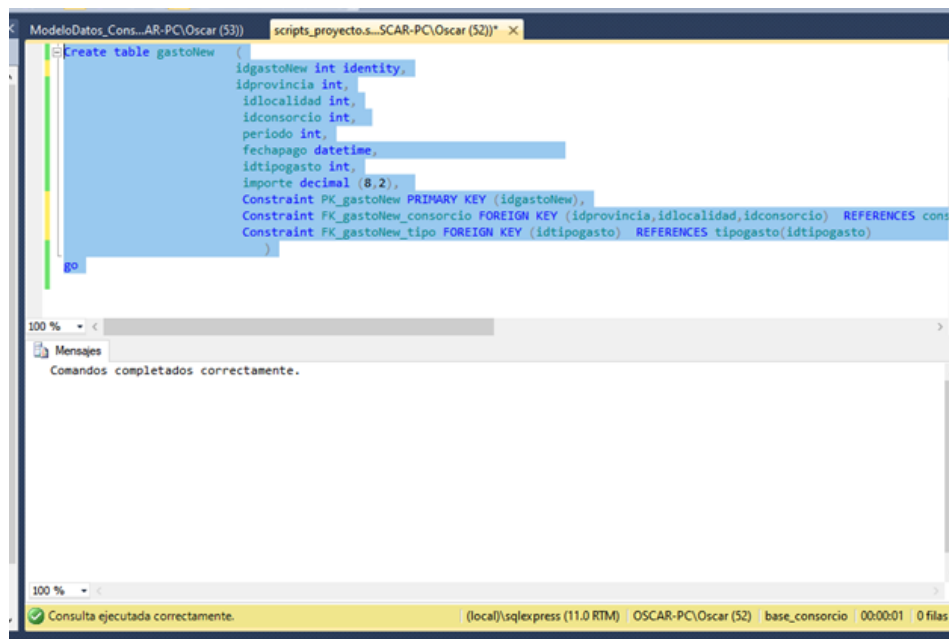 ModeloDatos_Cons...AR-PC\Oscar (53))
scripts_proyecto.s...SCAR-PC\Oscar (52))* ×
Create table gastoNew (
idgastoNew int identity,
idprovincia int,
idlocalidad int,
idconsorcio int,
periodo int,
fechapago datetime,
idtipogasto int,
importe decimal (8,2),
Constraint PK_gastoNew PRIMARY KEY (idgastoNew),
Constraint FK_gastoNew_consorcio FOREIGN KEY (idprovincia,idlocalidad,idconsorcio) REFERENCES cons
Constraint FK_gastoNew_tipo FOREIGN KEY (idtipogasto) REFERENCES tipogasto(idtipogasto)
)
go
100 %
Mensajes
Comandos completados correctamente.
100 %
Consulta ejecutada correctamente. (local)\sqlexpress (11.0 RTM) OSCAR-PC\Oscar (52) base_consorcio 00:00:01 0 filas